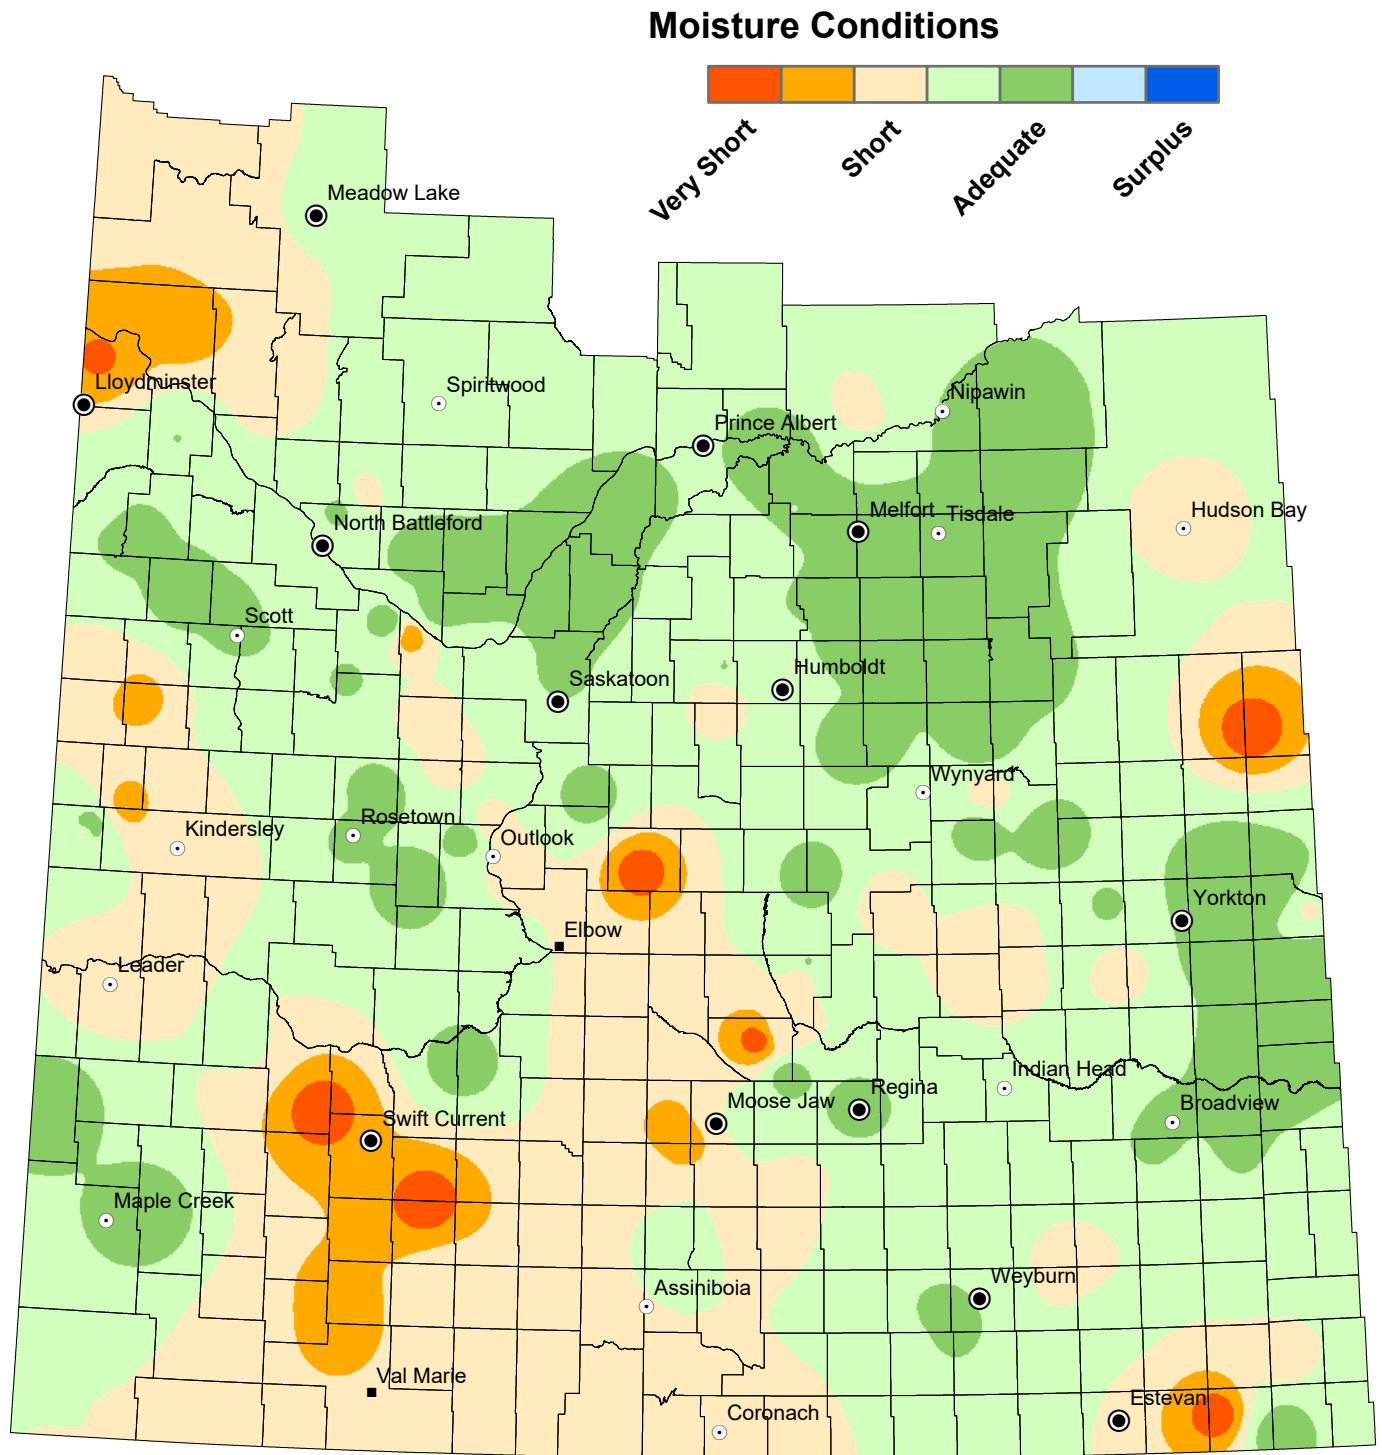 Moisture Conditions
Very Short
Short
Adequate
Surplus
Meadow Lake
Lloydminster
Spiritwood
Nipawin
Prince Albert
North Battleford
Melfort
Tisdale
Hudson Bay
Scott
Saskatoon
Humboldt
Wynyard
Kindersley
Rosetown
Outlook
Yorkton
Elbow
Leader
Indian Head
Swift Current
Moose Jaw
Regina
Broadview
Maple Creek
Assiniboia
Weyburn
Val Marie
Coronach
Estevan